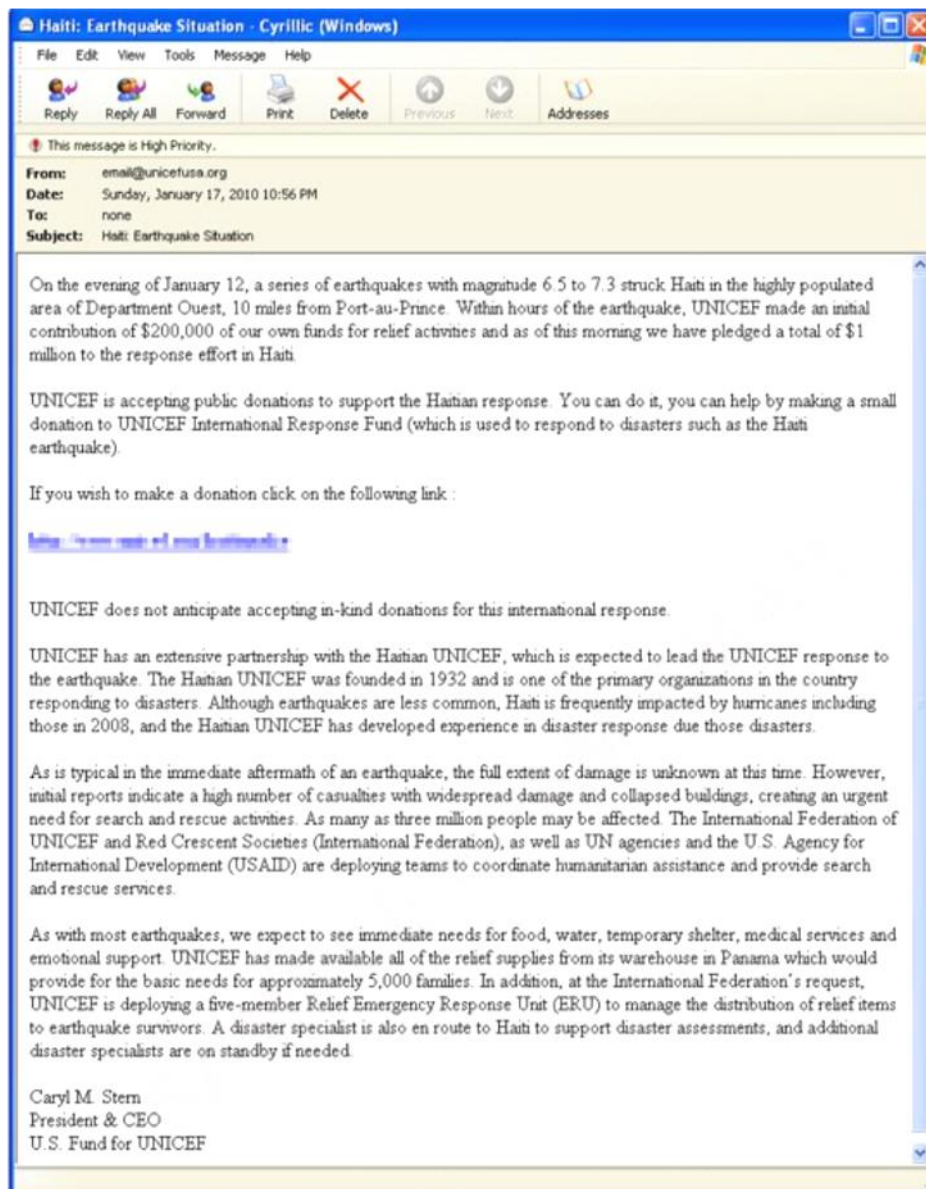 Haiti: Earthquake Situation - Cyrillic (Windows)
File Edit View Tools Message Help
Reply Reply All Forward Print Delete Previous Next Addresses
This message is High Priority.
From: email@unicefusa.org
Date: Sunday, January 17, 2010 10:56 PM
To: none
Subject: Haiti: Earthquake Situation
On the evening of January 12, a series of earthquakes with magnitude 6.5 to 7.3 struck Haiti in the highly populated
area of Department Ouest, 10 miles from Port-au-Prince. Within hours of the earthquake, UNICEF made an initial
contribution of $200,000 of our own funds for relief activities and as of this morning we have pledged a total of $1
million to the response effort in Haiti.
UNICEF is accepting public donations to support the Haitian response. You can do it, you can help by making a small
donation to UNICEF International Response Fund (which is used to respond to disasters such as the Haiti
earthquake).
If you wish to make a donation click on the following link :
UNICEF does not anticipate accepting in-kind donations for this international response.
UNICEF has an extensive partnership with the Haitian UNICEF, which is expected to lead the UNICEF response to
the earthquake. The Haitian UNICEF was founded in 1932 and is one of the primary organizations in the country
responding to disasters. Although earthquakes are less common, Haiti is frequently impacted by hurricanes including
those in 2008, and the Haitian UNICEF has developed experience in disaster response due those disasters.
As is typical in the immediate aftermath of an earthquake, the full extent of damage is unknown at this time. However,
initial reports indicate a high number of casualties with widespread damage and collapsed buildings, creating an urgent
need for search and rescue activities. As many as three million people may be affected. The International Federation of
UNICEF and Red Crescent Societies (International Federation), as well as UN agencies and the U.S. Agency for
International Development (USAID) are deploying teams to coordinate humanitarian assistance and provide search
and rescue services.
As with most earthquakes, we expect to see immediate needs for food, water, temporary shelter, medical services and
emotional support. UNICEF has made available all of the relief supplies from its warehouse in Panama which would
provide for the basic needs for approximately 5,000 families. In addition, at the International Federation's request,
UNICEF is deploying a five-member Relief Emergency Response Unit (ERU) to manage the distribution of relief items
to earthquake survivors. A disaster specialist is also en route to Haiti to support disaster assessments, and additional
disaster specialists are on standby if needed.
Caryl M. Stern
President & CEO
U.S. Fund for UNICEF